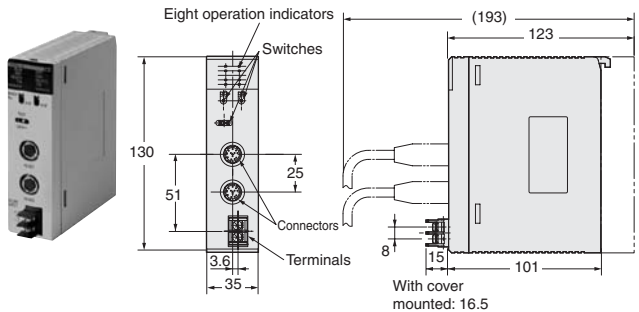 Eight operation indicators
Switches
(193)
123
130
51
25
Connectors
Terminals
3.6
35
8
15
101
With cover
mounted: 16.5